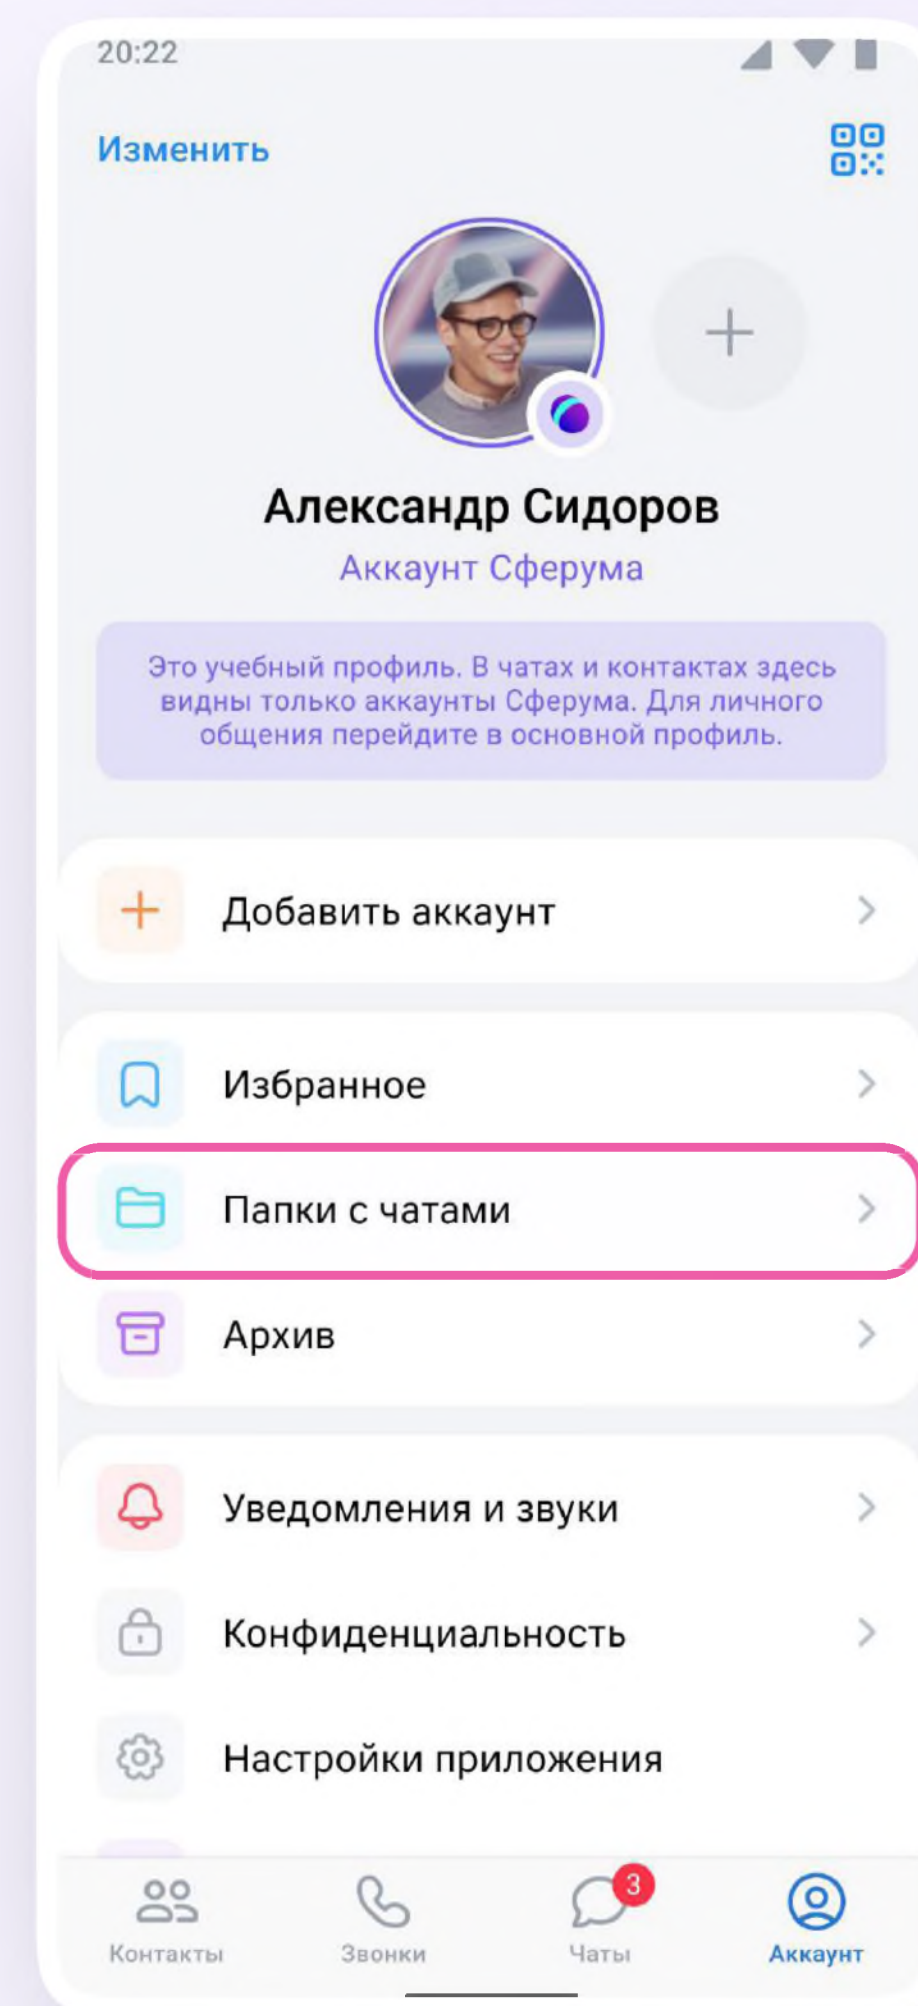 20:22
Изменить
Александр Сидоров
Аккаунт Сферума
Это учебный профиль. В чатах и контактах здесь
видны только аккаунты Сферума. Для личного
общения перейдите в основной профиль.
Добавить аккаунт
Избранное
Папки с чатами
Архив
Уведомления и звуки
Конфиденциальность
Настройки приложения
3
Контакты Звонки Чаты Аккаунт